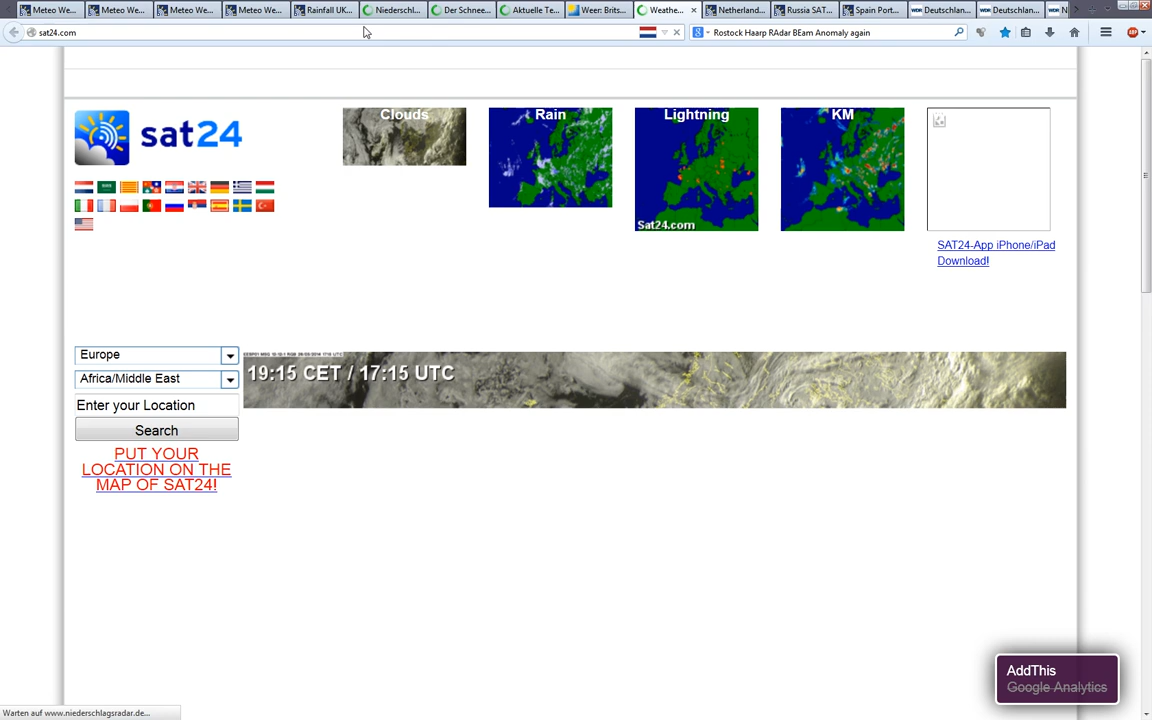 Meteo We...
Meteo We...
Meteo We...
Meteo We...
Rainfall UK...
Niederschl...
Der Schnee...
Aktuelle Te...
Weer: Brits...
Weathe...
Netherland...
Russia SAT...
Spain Port...
Deutschlan...
Deutschlan...
sat24.com
Rostock Haarp RAdar BEam Anomaly again
Clouds
Rain
Lightning
KM
sat24
Sat24.com
SAT24-App iPhone/iPad
Download!
Europe
19:15 CET / 17:15 UTC
Africa/Middle East
Enter your Location
Search
PUT YOUR
LOCATION ON THE
MAP OF SAT24!
AddThis
Google Analytics
Warten auf www.niederschlagsradar.de...